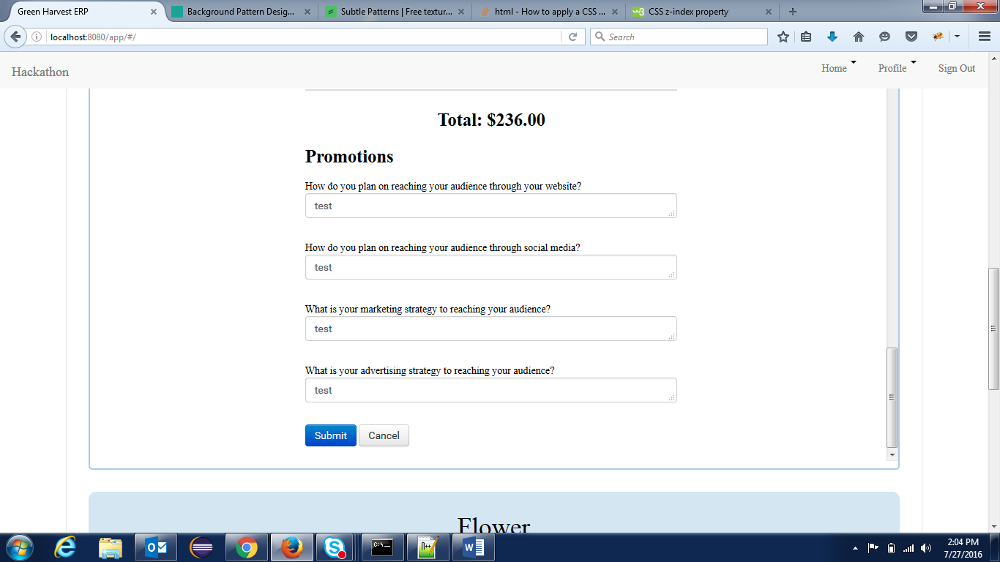 Green Harvest ERP
Background Pattern Desig...
Subtle Patterns | Free textur...
html - How to apply a CSS ...
CSS z-index property
localhost:8080/app/#/
Search
Hackathon
Home
Profile
Sign Out
Total: $236.00
Promotions
How do you plan on reaching your audience through your website?
test
How do you plan on reaching your audience through social media?
test
What is your marketing strategy to reaching your audience?
test
What is your advertising strategy to reaching your audience?
test
Submit
Cancel
Flower
2:04 PM
7/27/2016